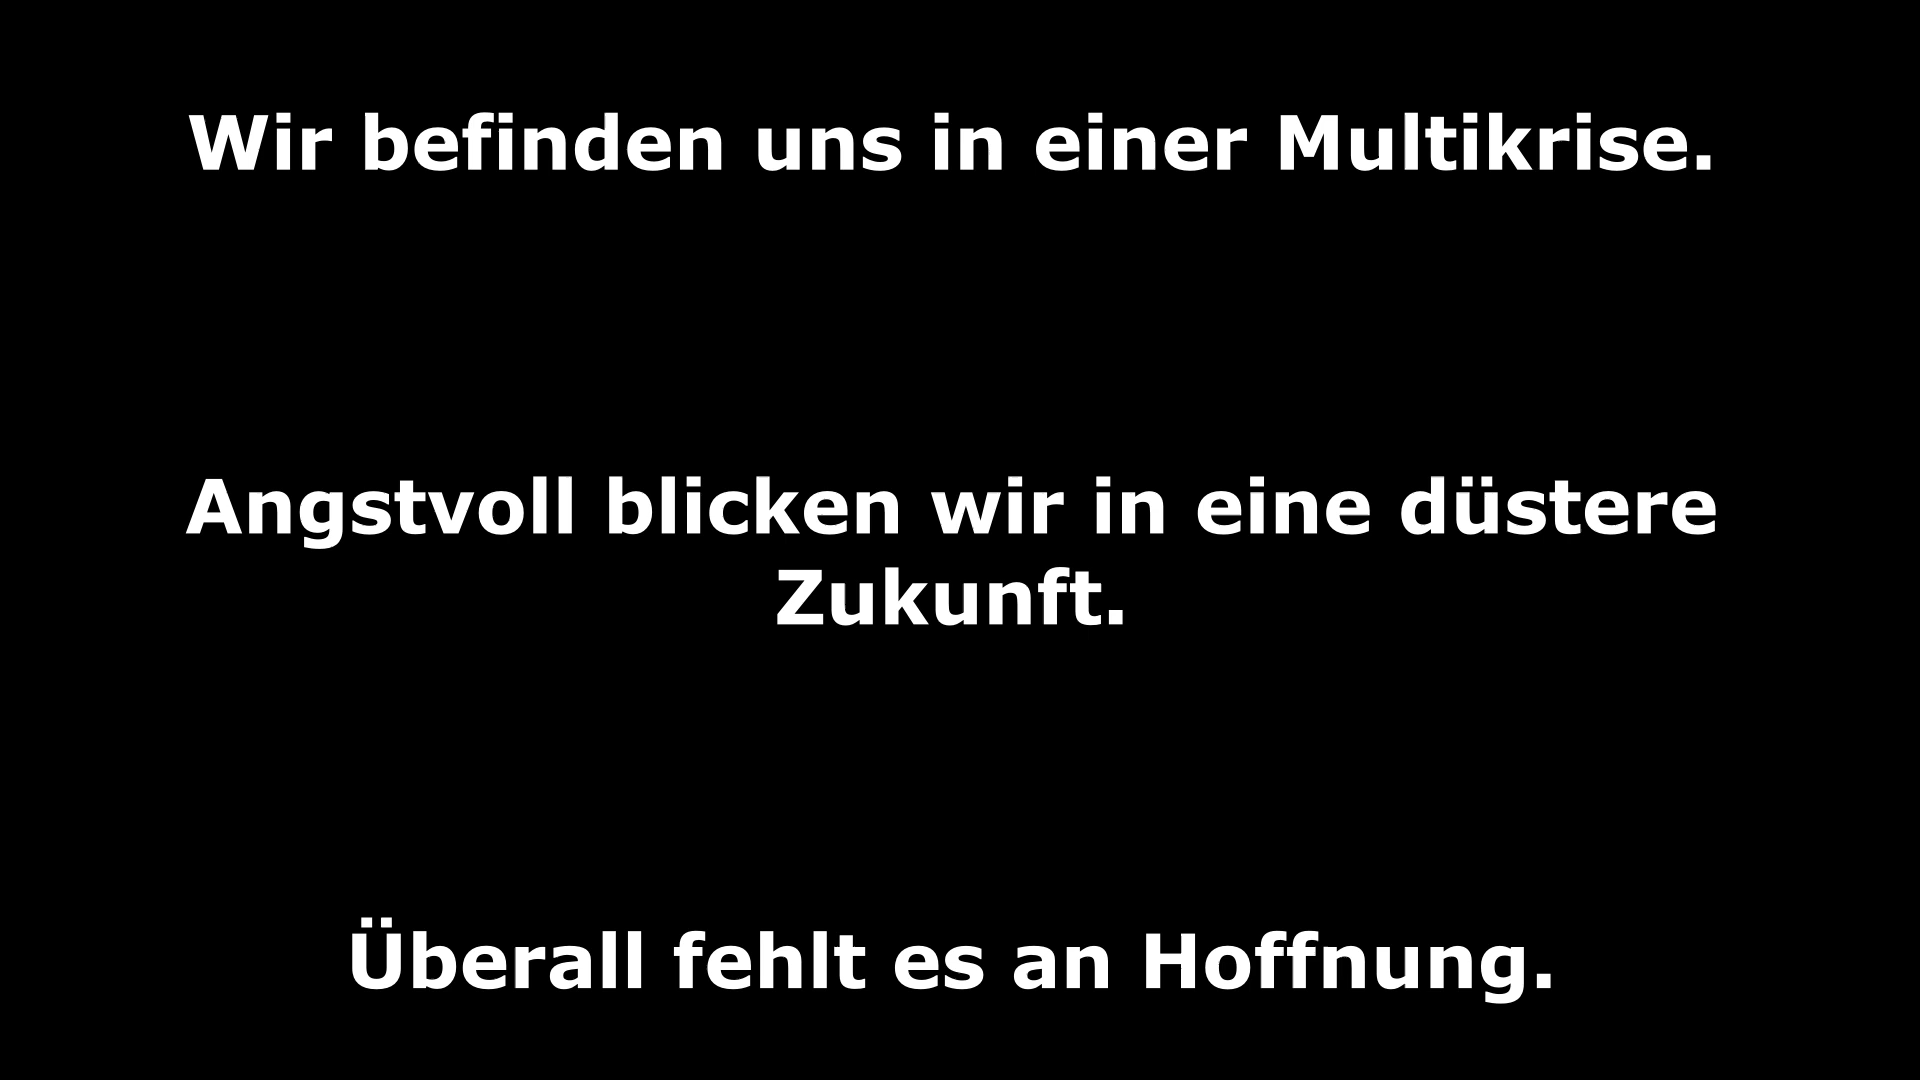 Wir befinden uns in einer Multikrise.
Angstvoll blicken wir in eine düstere
Zukunft.
Überall fehlt es an Hoffnung.